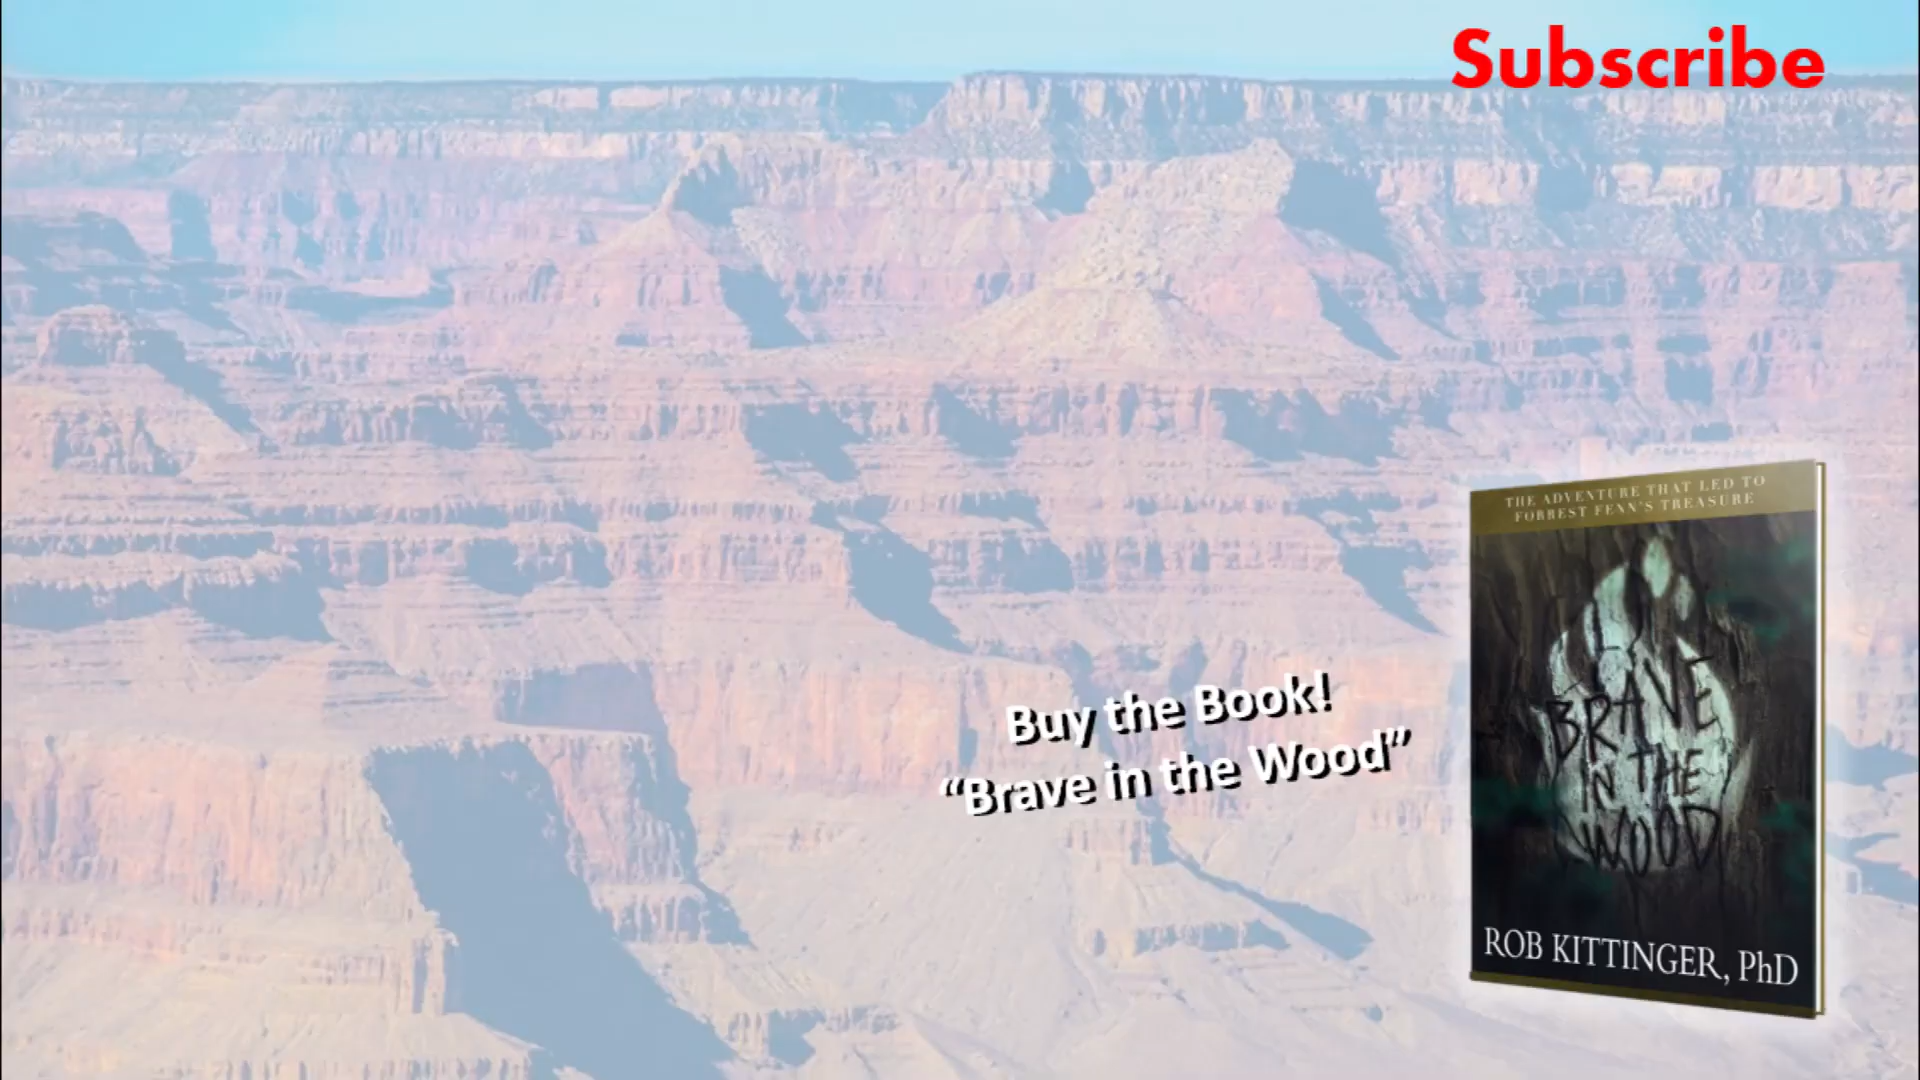 Subscribe
THE ADVENTURE THAT LED TO
FORREST FENN'S TREASURE
Buy the Book!
“Brave in the Wood”
BRAVE
IN THE
WOOD
ROB KITTINGER, PhD